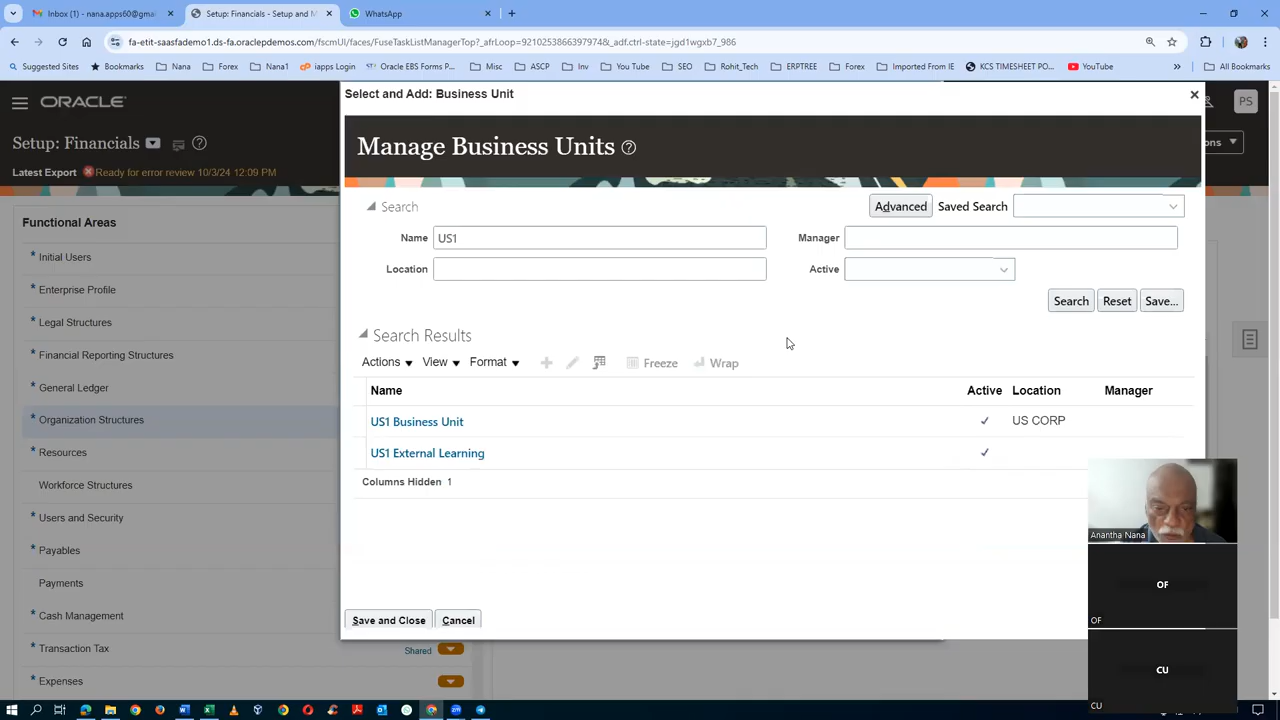 Inbox (1) - nana.apps60@gmail
Setup: Financials - Setup and M
WhatsApp
fa-etit-saasfademo1.ds-fa.oraclepdemos.com/fscmUI/faces/FuseTaskListManagerTop?_afrLoop=92102538663979774&_adf.ctrl-state=jgd1wgxb7_986
Suggested Sites
Bookmarks
Nana
Forex
Nana1
iapps Login
Oracle EBS Forms P...
Misc
ASCP
Inv
You Tube
SEO
Rohit_Tech
ERPTREE
Forex
Imported From IE
KCS TIMESHEET PO...
YouTube
»
All Bookmarks
ORACLE
PS
Setup: Financials
ons
Latest Export Ready for error review 10/3/24 12:09 PM
Functional Areas
* Initial Users
* Enterprise Profile
* Legal Structures
* Financial Reporting Structures
* General Ledger
* Organization Structures
* Resources
Workforce Structures
* Users and Security
* Payables
Payments
* Cash Management
* Transaction Tax Shared
* Expenses
Select and Add: Business Unit
Manage Business Units
Search
Advanced Saved Search
Name US1
Manager
Location
Active
Search Reset Save...
Search Results
Actions View Format Freeze Wrap
Name Active Location Manager
US1 Business Unit ✓ US CORP
US1 External Learning ✓
Columns Hidden 1
Save and Close Cancel
Anantha Nana
OF
OF
CU
CU